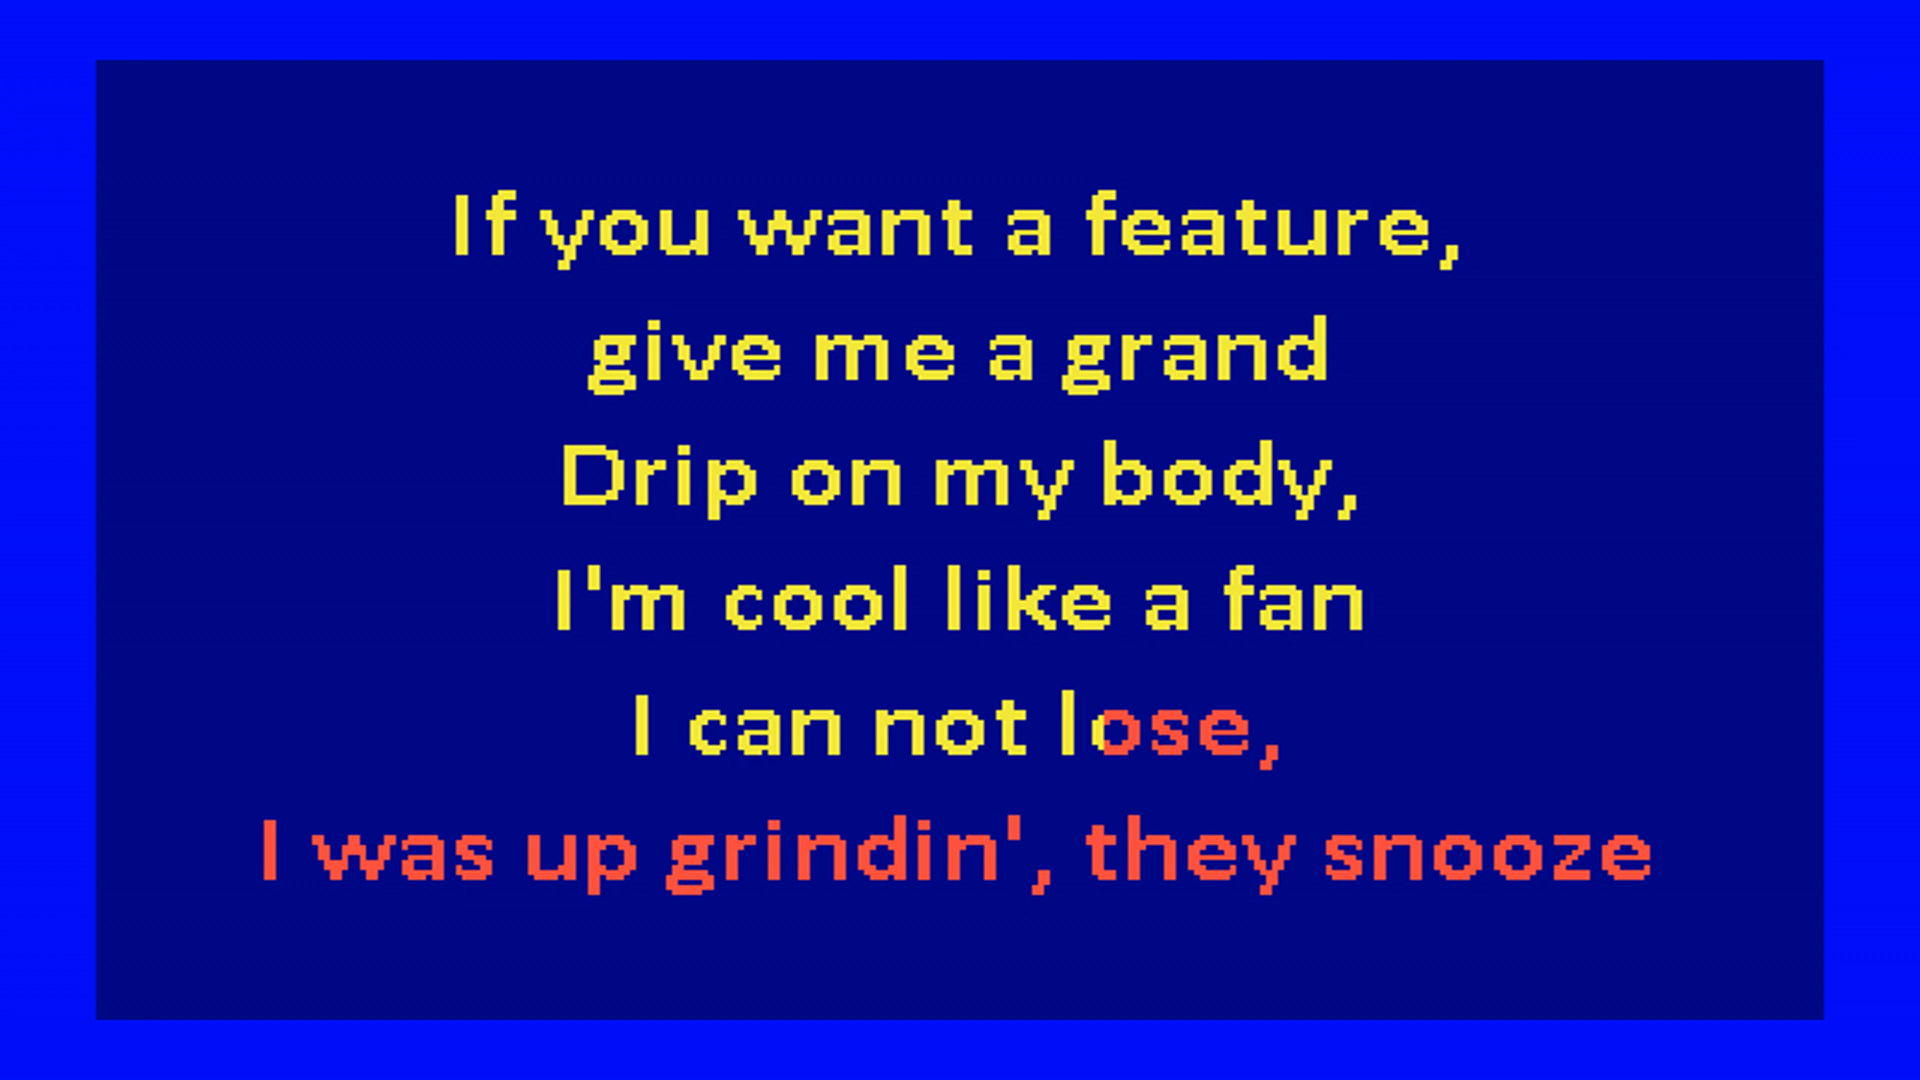 If you want a feature,
give me a grand
Drip on my body,
I'm cool like a fan
I can not lose,
I was up grindin', they snooze